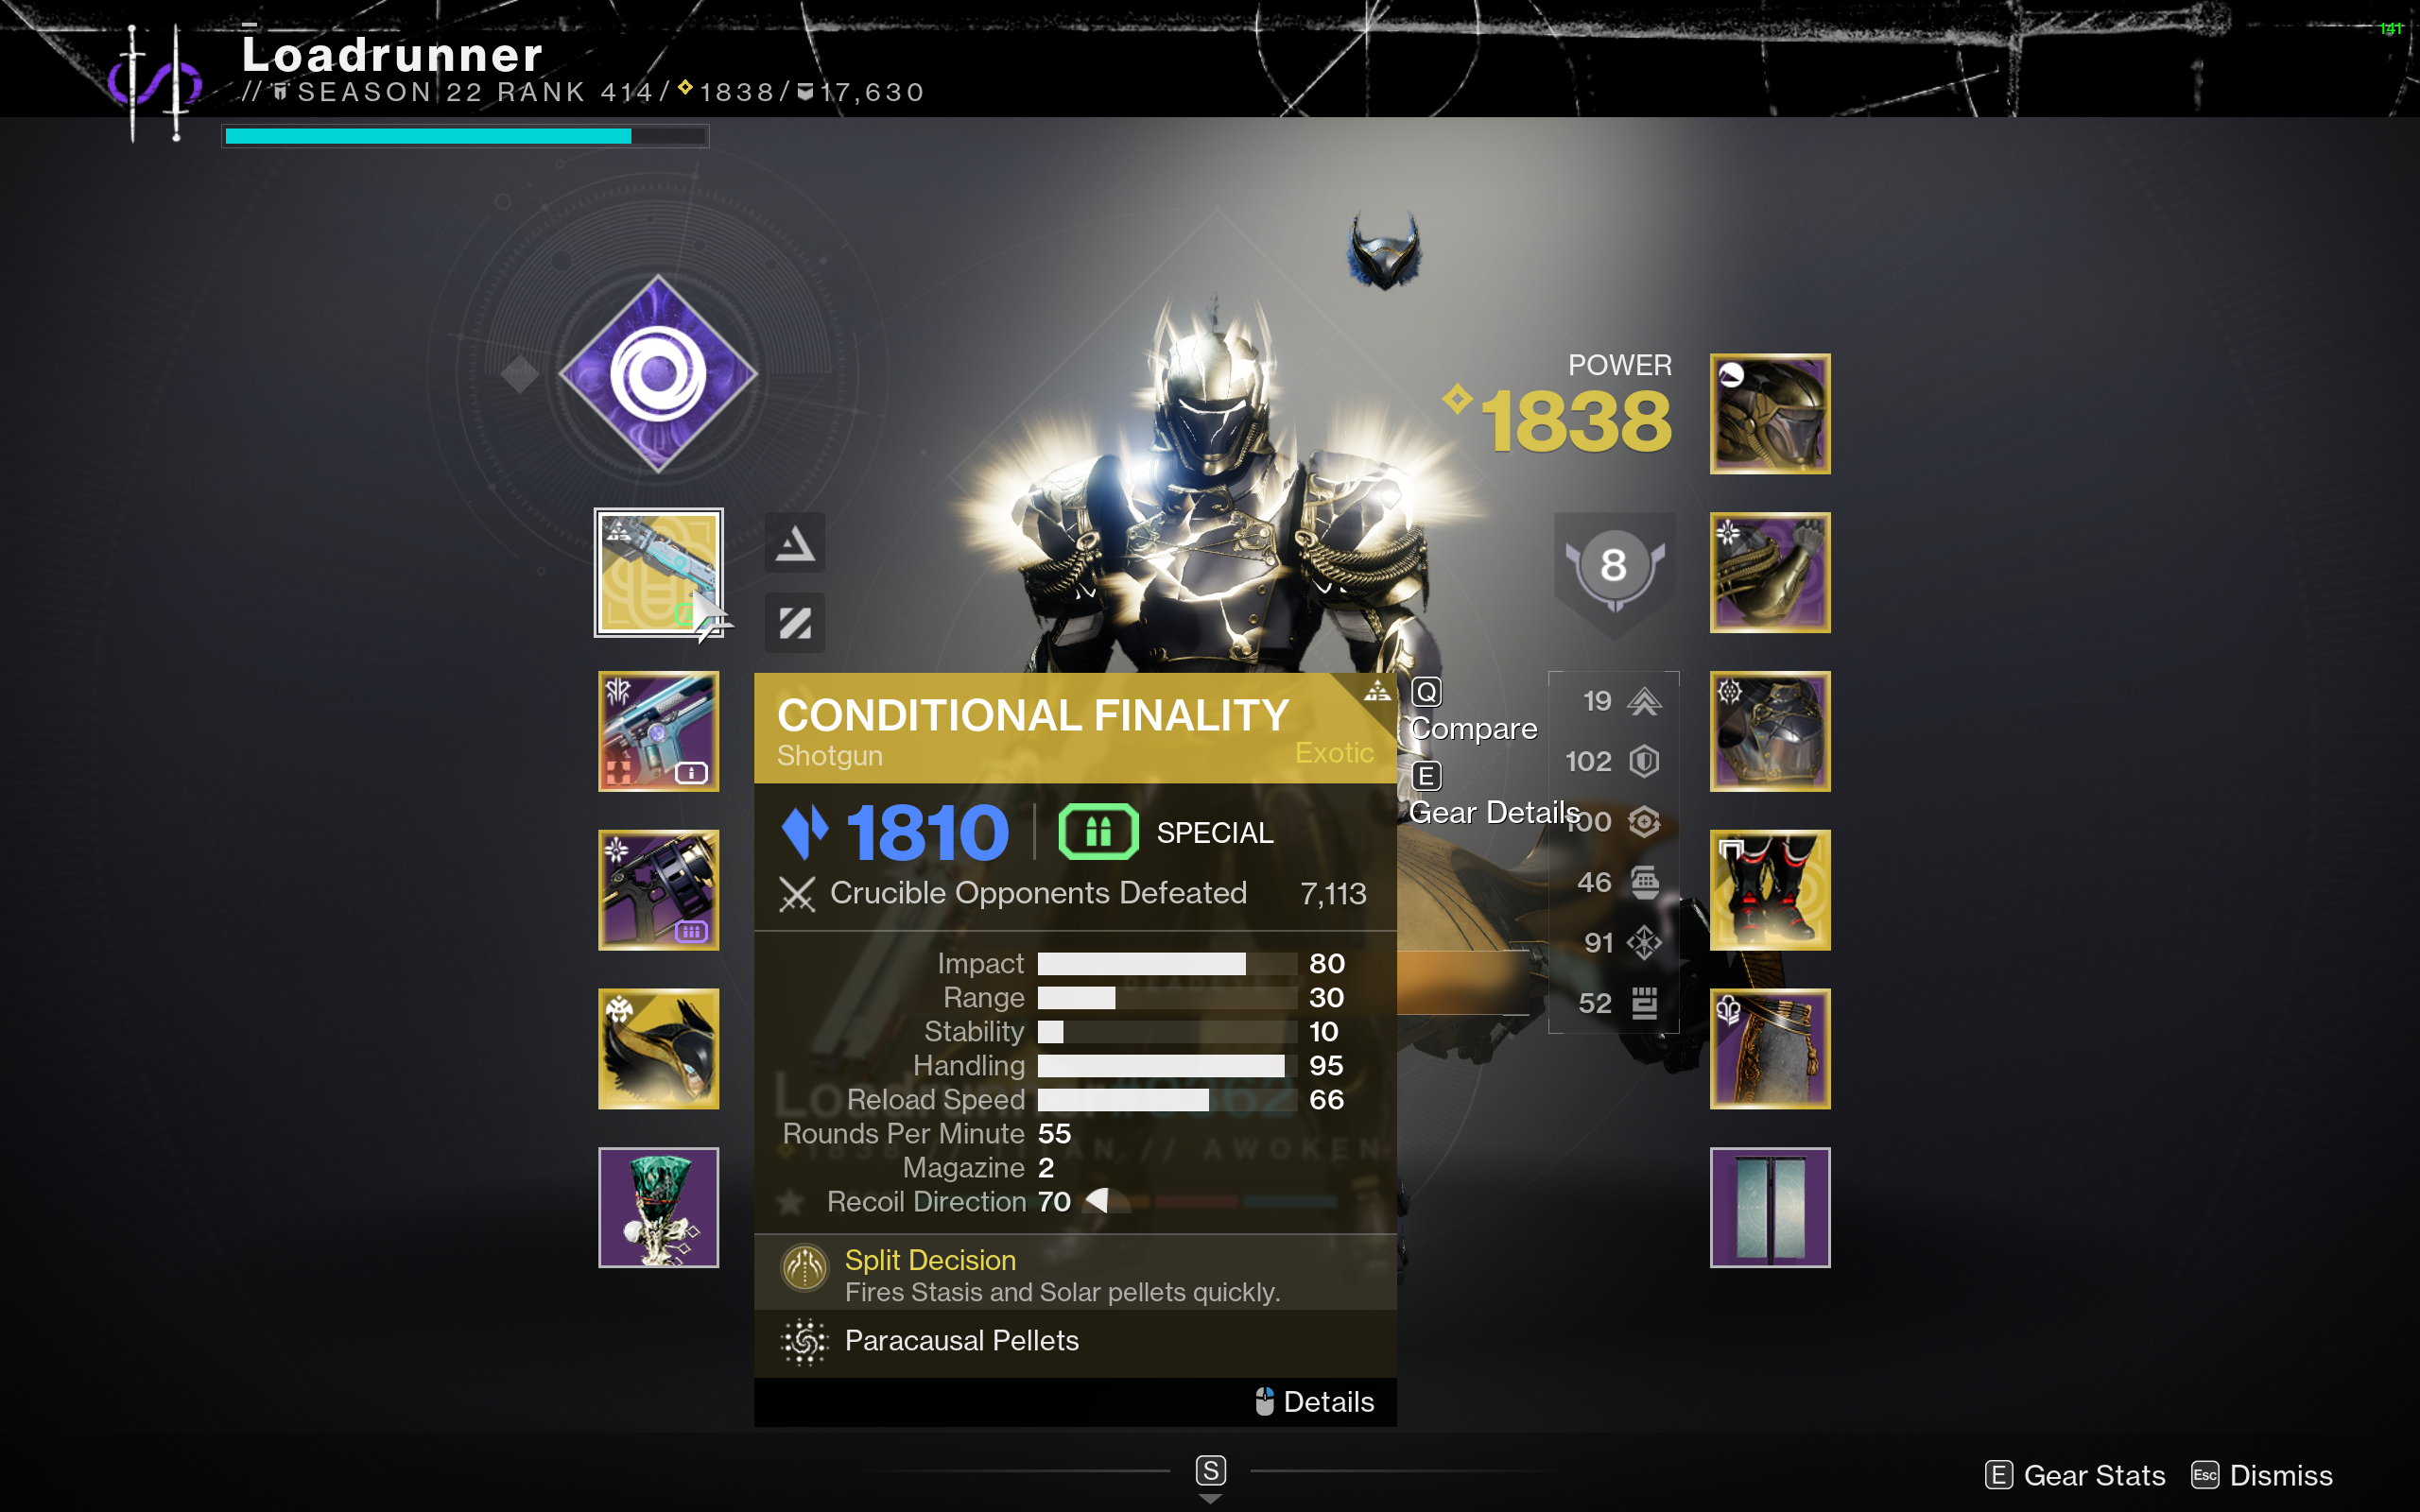 141
Loadrunner
// SEASON 22 RANK 414/ 1838/ 17,630
POWER
1838
8
CONDITIONAL FINALITY
Shotgun
Exotic
Q
Compare
E
Gear Details
19
102
100
46
91
52
1810 SPECIAL
Crucible Opponents Defeated 7,113
Impact 80
Range 30
Stability 10
Handling 95
Reload Speed 66
Rounds Per Minute 55
Magazine 2
Recoil Direction 70
Split Decision
Fires Stasis and Solar pellets quickly.
Paracausal Pellets
Details
S
E Gear Stats Esc Dismiss